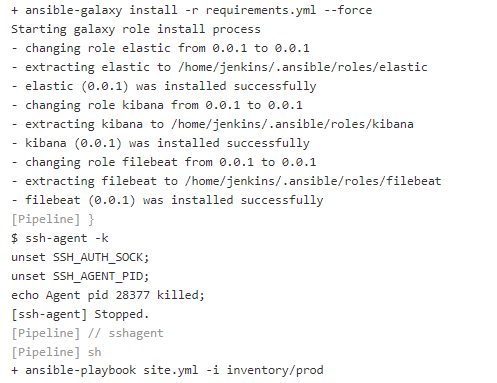 + ansible-galaxy install -r requirements.yml --force
Starting galaxy role install process
- changing role elastic from 0.0.1 to 0.0.1
- extracting elastic to /home/jenkins/.ansible/roles/elastic
- elastic (0.0.1) was installed successfully
- changing role kibana from 0.0.1 to 0.0.1
- extracting kibana to /home/jenkins/.ansible/roles/kibana
- kibana (0.0.1) was installed successfully
- changing role filebeat from 0.0.1 to 0.0.1
- extracting filebeat to /home/jenkins/.ansible/roles/filebeat
- filebeat (0.0.1) was installed successfully
[Pipeline] }
$ ssh-agent -k
unset SSH_AUTH_SOCK;
unset SSH_AGENT_PID;
echo Agent pid 28377 killed;
[ssh-agent] Stopped.
[Pipeline] // sshagent
[Pipeline] sh
+ ansible-playbook site.yml -i inventory/prod